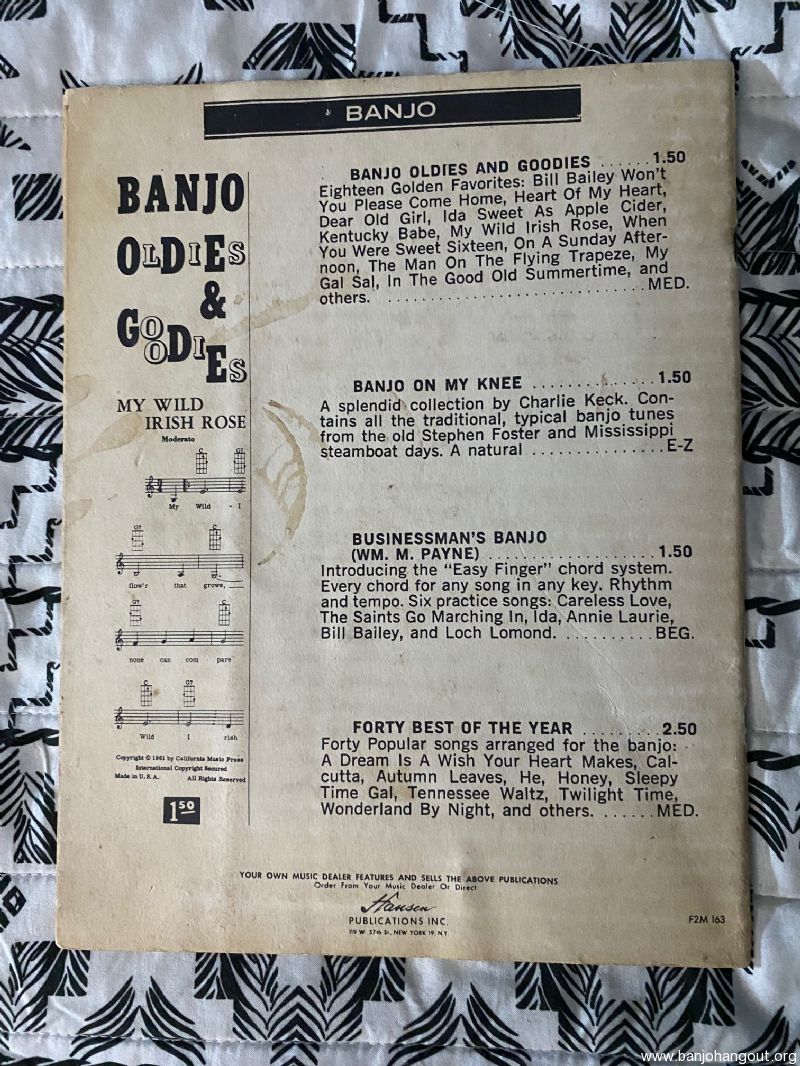 BANJO
BANJO
OLDIES
&
GOODIES
MY WILD
IRISH ROSE
Moderato
C
G7
My Wild - I
G7
C
flow'r that grows,
G7
C
none can com - pare
C
G7
Wild I rish
Copyright © 1961 by California Music Press
International Copyright Secured
Made in U.S.A. All Rights Reserved
1.50
BANJO OLDIES AND GOODIES ......1.50
Eighteen Golden Favorites: Bill Bailey Won't
You Please Come Home, Heart Of My Heart,
Dear Old Girl, Ida Sweet As Apple Cider,
Kentucky Babe, My Wild Irish Rose, When
You Were Sweet Sixteen, On A Sunday After-
noon, The Man On The Flying Trapeze, My
Gal Sal, In The Good Old Summertime, and
others. ..............................MED.
BANJO ON MY KNEE ..............1.50
A splendid collection by Charlie Keck. Con-
tains all the traditional, typical banjo tunes
from the old Stephen Foster and Mississippi
steamboat days. A natural ...............E-Z
BUSINESSMAN'S BANJO
(WM. M. PAYNE) ...................1.50
Introducing the "Easy Finger" chord system.
Every chord for any song in any key. Rhythm
and tempo. Six practice songs: Careless Love,
The Saints Go Marching In, Ida, Annie Laurie,
Bill Bailey, and Loch Lomond. ..........BEG.
FORTY BEST OF THE YEAR .........2.50
Forty Popular songs arranged for the banjo:
A Dream Is A Wish Your Heart Makes, Cal-
cutta, Autumn Leaves, He, Honey, Sleepy
Time Gal, Tennessee Waltz, Twilight Time,
Wonderland By Night, and others. .......MED.
YOUR OWN MUSIC DEALER FEATURES AND SELLS THE ABOVE PUBLICATIONS
Order From Your Music Dealer Or Direct
Hansen
PUBLICATIONS INC.
119 W. 57th St., NEW YORK 19, N.Y.
F2M 163
www.banjohangout.org